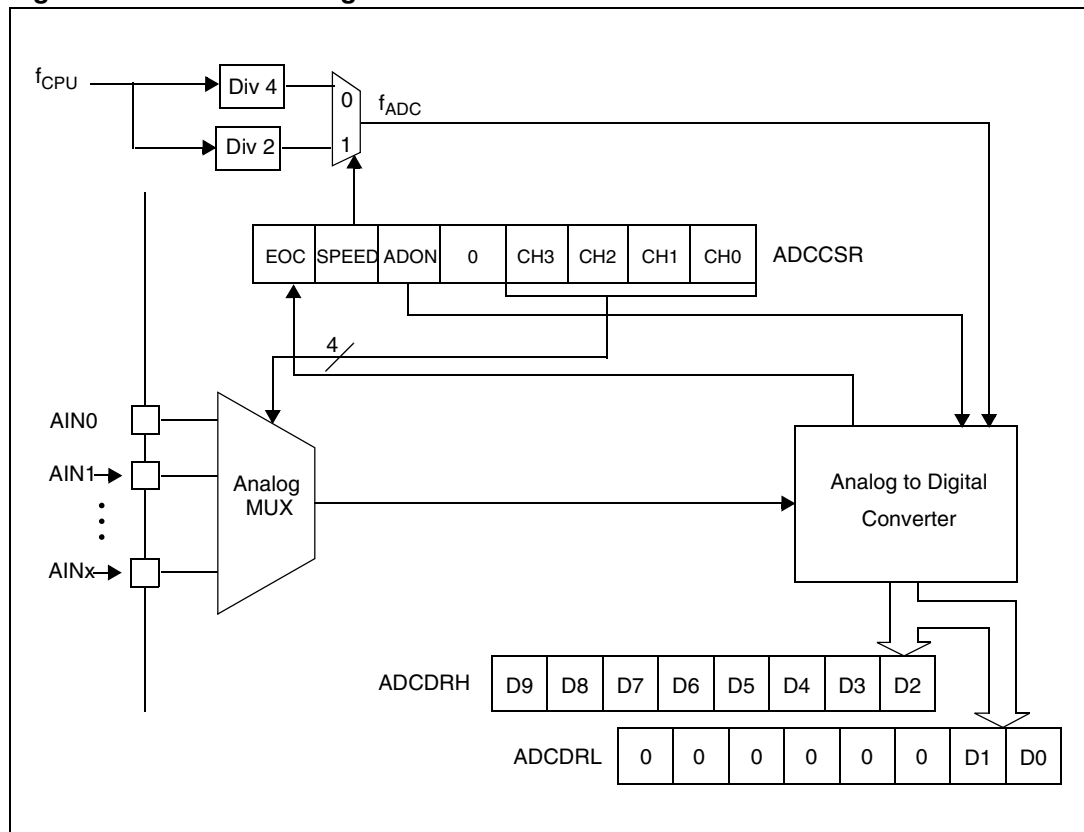 f_CPU
Div 4
0
f_ADC
Div 2
1
EOC SPEED ADON 0 CH3 CH2 CH1 CH0 ADCCSR
4
AIN0
AIN1
Analog
MUX
Analog to Digital
Converter
AINx
ADCDRH D9 D8 D7 D6 D5 D4 D3 D2
ADCDRL 0 0 0 0 0 0 D1 D0